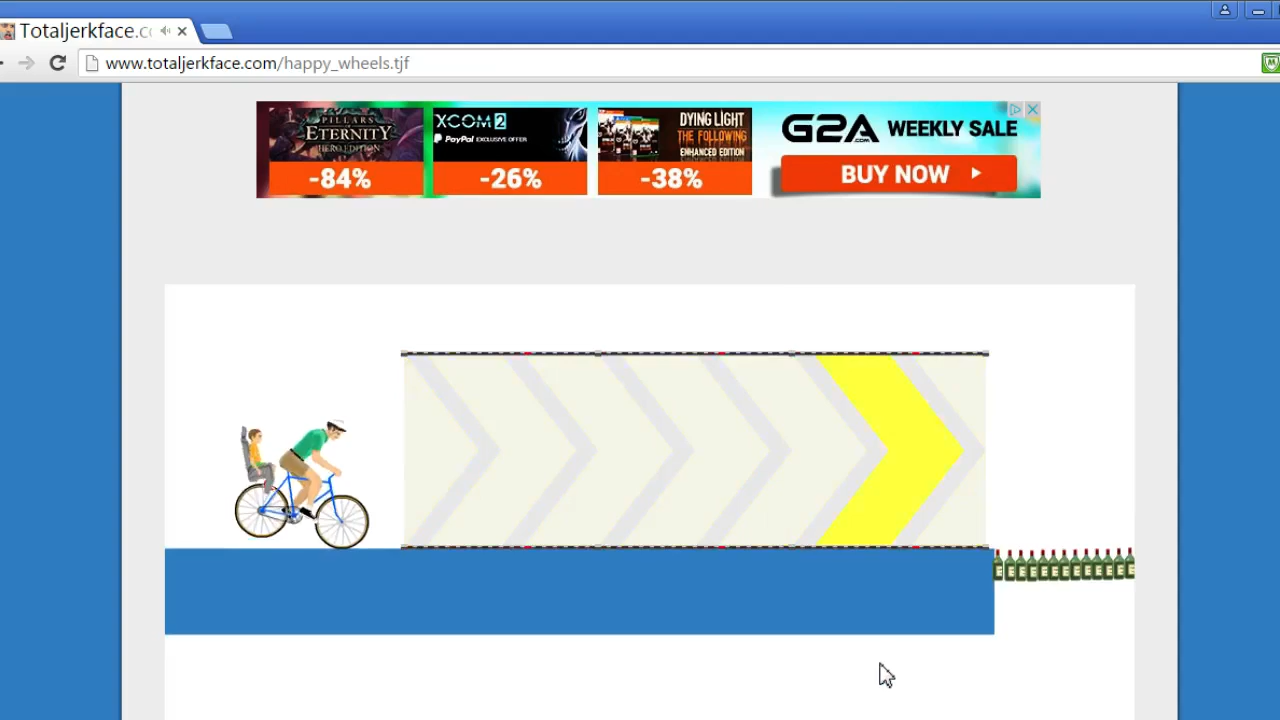 Totaljerkface.c
www.totaljerkface.com/happy_wheels.tjf
PILLARS
OF
ETERNITY
HERO EDITION
-84%
XCOM 2
PayPal EXCLUSIVE OFFER
-26%
DYING LIGHT
THE FOLLOWING
ENHANCED EDITION
-38%
G2A.COM WEEKLY SALE
BUY NOW